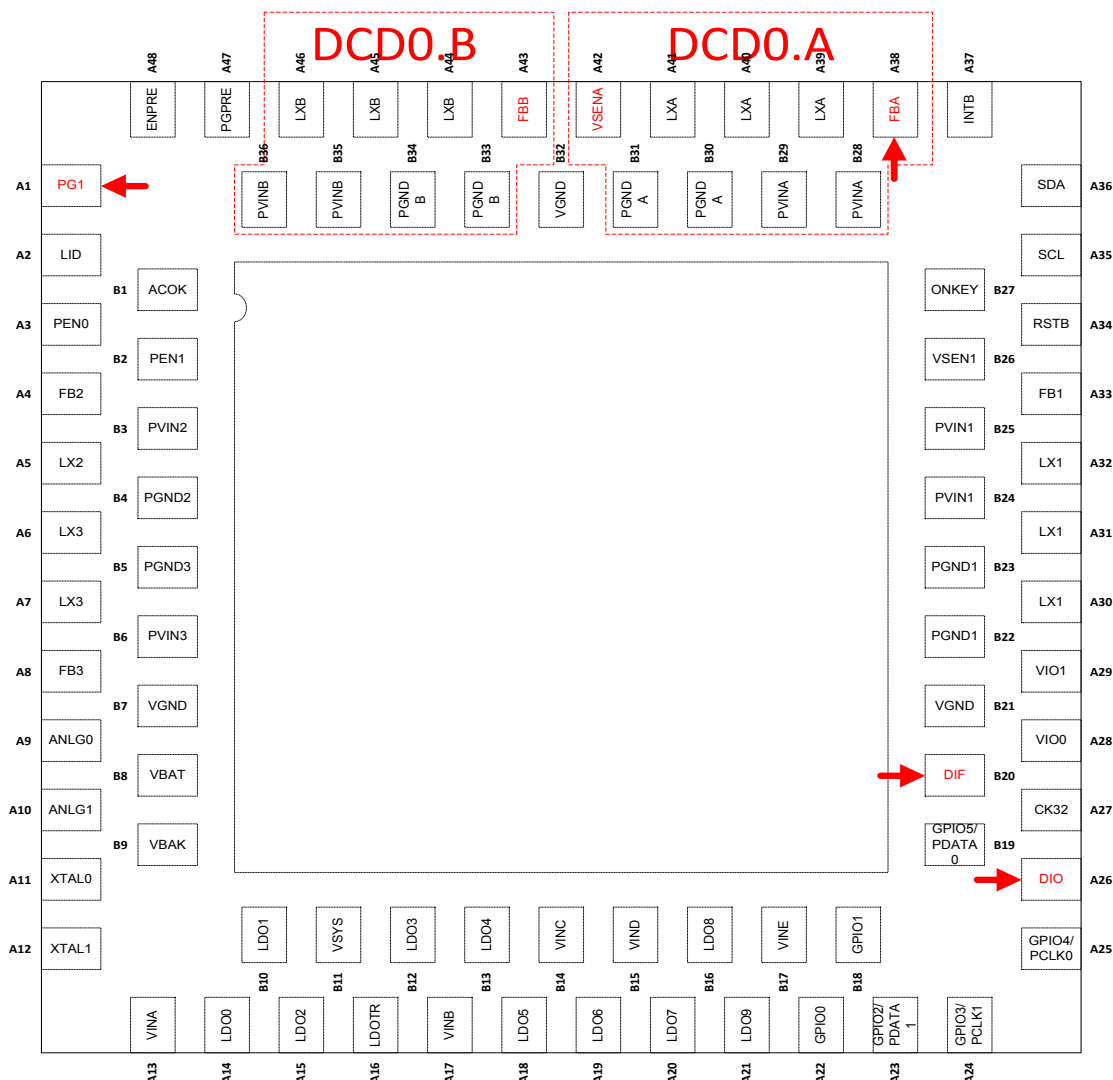 DCD0.B
DCD0.A
A48
A47
A46
A45
A44
A43
A42
A41
A40
A39
A38
A37
ENPRE
PGPRE
LXB
LXB
LXB
FBB
VSENA
LXA
LXA
LXA
FBA
INTB
B36
B35
B34
B33
B32
B31
B30
B29
B28
PVINB
PVINB
PGND
B
PGND
B
VGND
PGND
A
PGND
A
PVINA
PVINA
A1
PG1
A2
LID
B1
ACOK
A3
PEN0
B2
PEN1
A4
FB2
B3
PVIN2
A5
LX2
B4
PGND2
A6
LX3
B5
PGND3
A7
LX3
B6
PVIN3
A8
FB3
B7
VGND
A9
ANLG0
B8
VBAT
A10
ANLG1
B9
VBAK
A11
XTAL0
A12
XTAL1
SDA
A36
SCL
A35
ONKEY
B27
RSTB
A34
VSEN1
B26
FB1
A33
PVIN1
B25
LX1
A32
PVIN1
B24
LX1
A31
PGND1
B23
LX1
A30
PGND1
B22
VIO1
A29
VGND
B21
VIO0
A28
DIF
B20
CK32
A27
GPIO5/
PDATA
0
B19
DIO
A26
GPIO4/
PCLK0
A25
LDO1
VSYS
LDO3
LDO4
VINC
VIND
LDO8
VINE
GPIO1
B10
B11
B12
B13
B14
B15
B16
B17
B18
VINA
LDO0
LDO2
LDOTR
VINB
LDO5
LDO6
LDO7
LDO9
GPIO0
GPIO2/
PDATA
1
GPIO3/
PCLK1
A13
A14
A15
A16
A17
A18
A19
A20
A21
A22
A23
A24